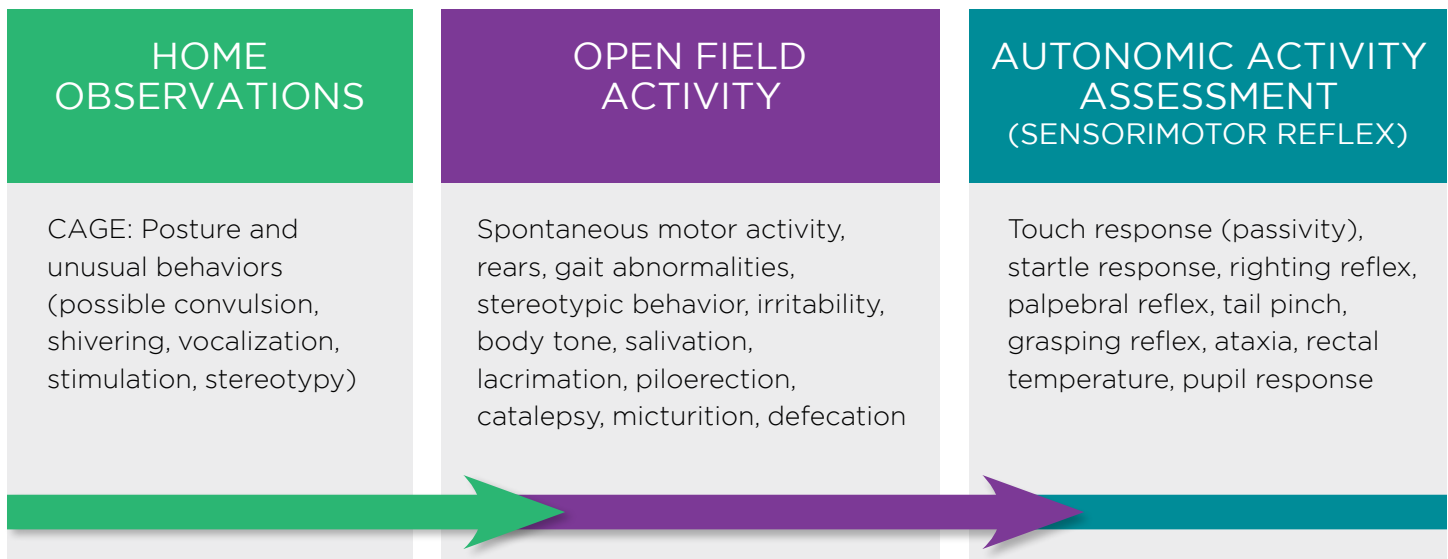 HOME
OBSERVATIONS
CAGE: Posture and
unusual behaviors
(possible convulsion,
shivering, vocalization,
stimulation, stereotypy)
OPEN FIELD
ACTIVITY
Spontaneous motor activity,
rears, gait abnormalities,
stereotypic behavior, irritability,
body tone, salivation,
lacrimation, piloerection,
catalepsy, micturition, defecation
AUTONOMIC ACTIVITY
ASSESSMENT
(SENSORIMOTOR REFLEX)
Touch response (passivity),
startle response, righting reflex,
palpebral reflex, tail pinch,
grasping reflex, ataxia, rectal
temperature, pupil response